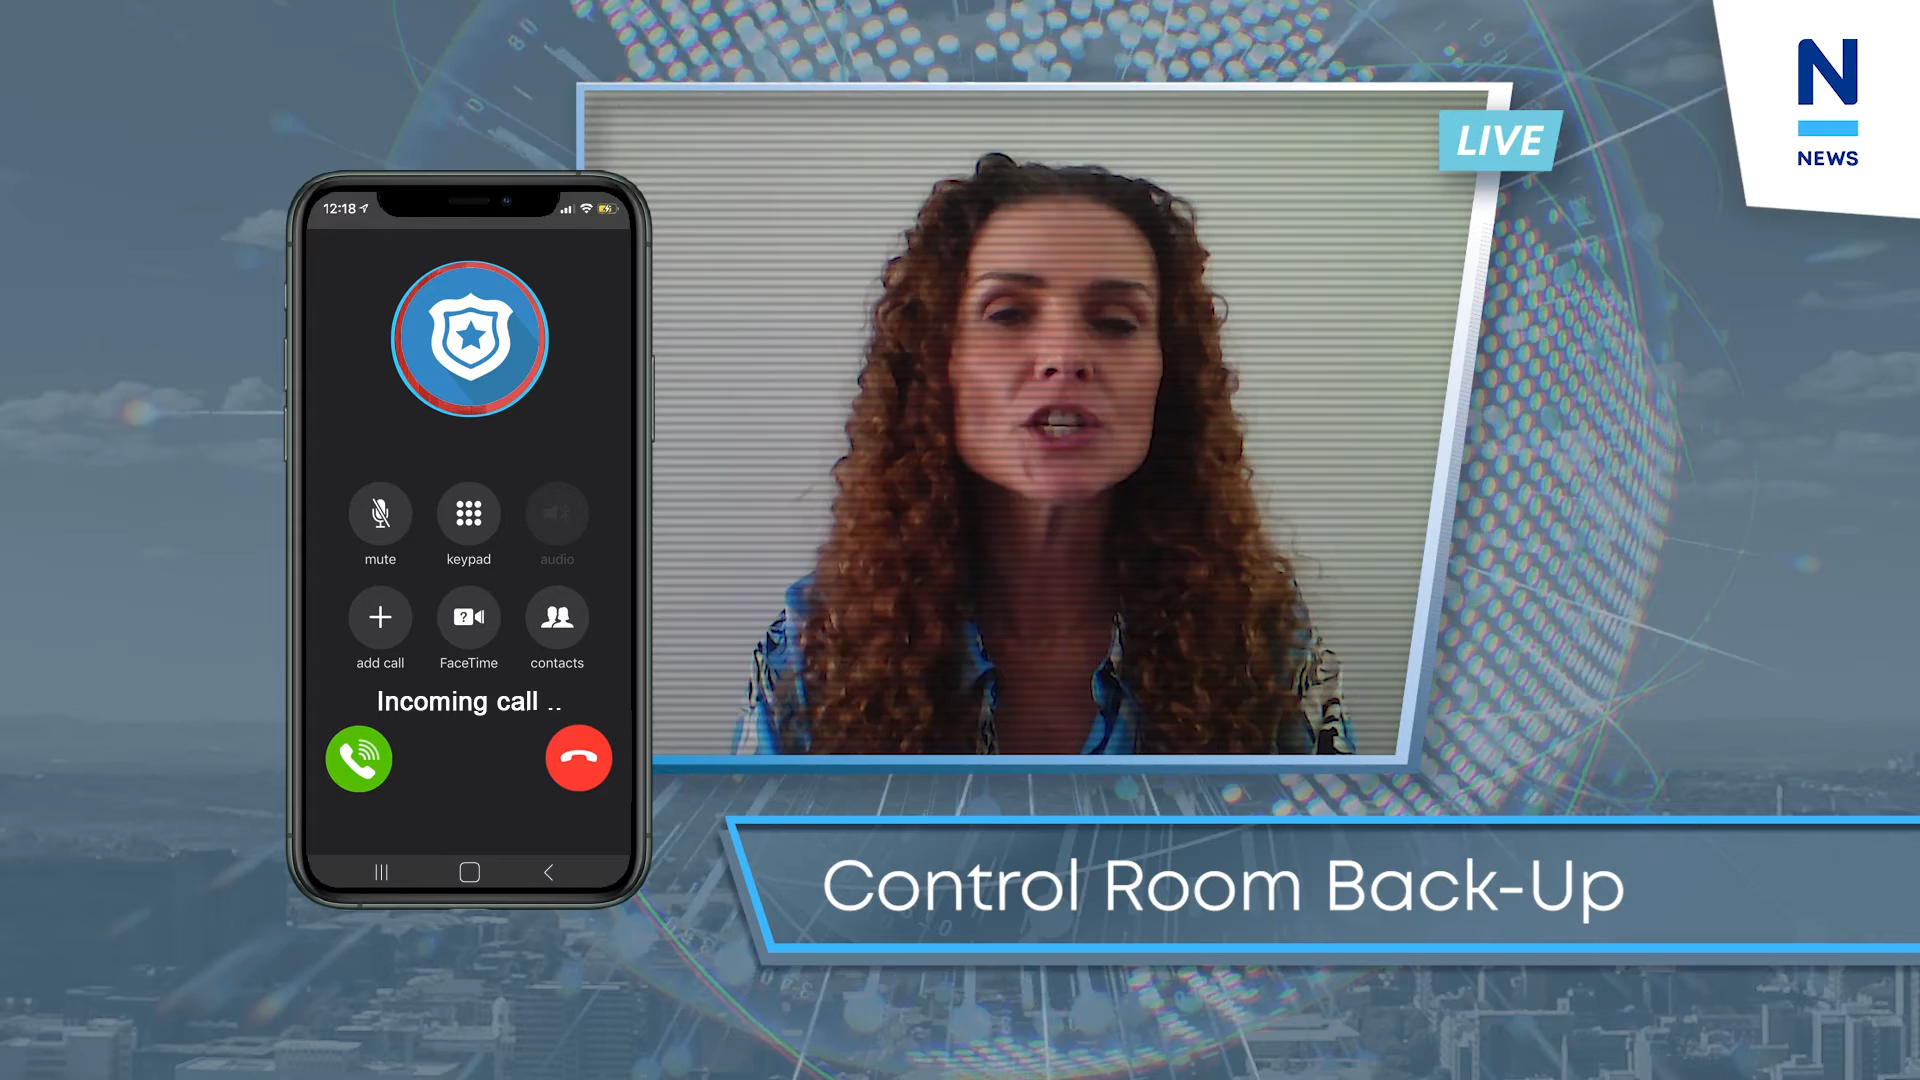 N
NEWS
LIVE
12:18
mute
keypad
audio
add call
FaceTime
contacts
Incoming call ..
Control Room Back-Up